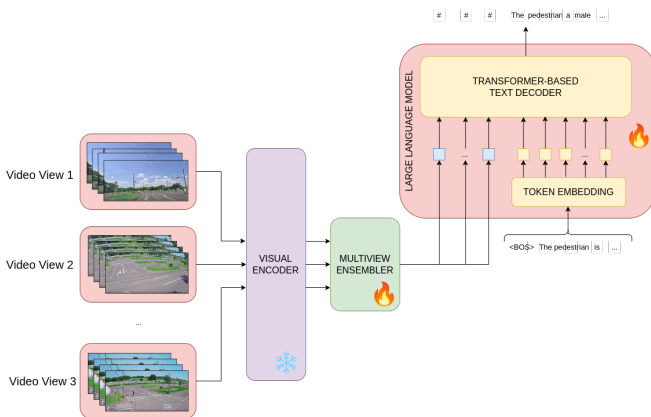 # # # The pedestrian a male ...
LARGE LANGUAGE MODEL
TRANSFORMER-BASED
TEXT DECODER
...
...
TOKEN EMBEDDING
<BOS> The pedestrian is ...
Video View 1
Video View 2
...
Video View 3
VISUAL
ENCODER
MULTIVIEW
ENSEMBLER